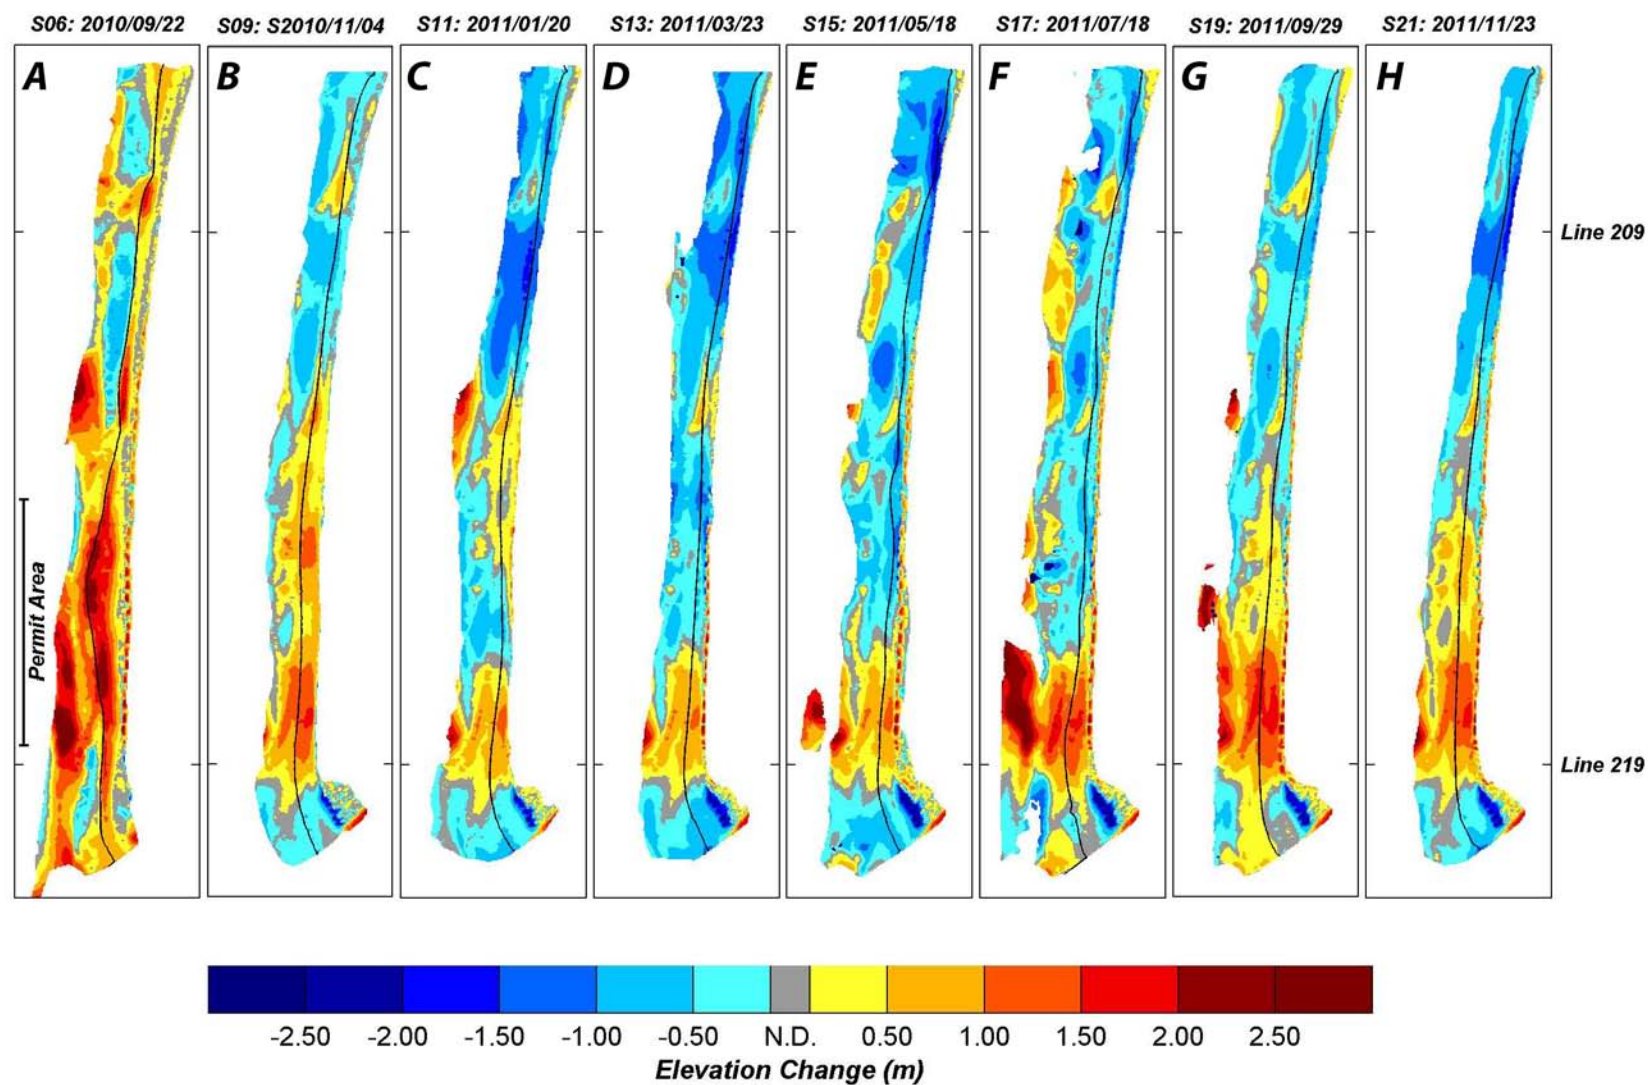 S06: 2010/09/22 S09: S2010/11/04 S11: 2011/01/20 S13: 2011/03/23 S15: 2011/05/18 S17: 2011/07/18 S19: 2011/09/29 S21: 2011/11/23
A B C D E F G H
Line 209
Permit Area
Line 219
-2.50 -2.00 -1.50 -1.00 -0.50 N.D. 0.50 1.00 1.50 2.00 2.50
Elevation Change (m)